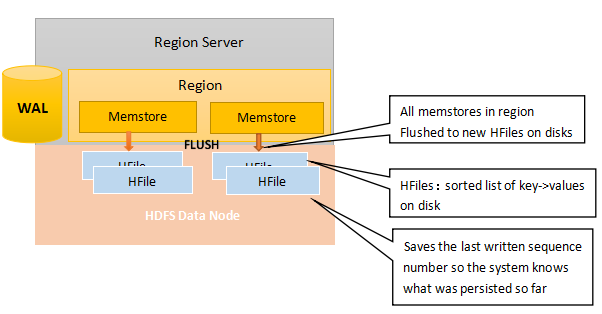 Region Server
Region
WAL
Memstore
Memstore
FLUSH
HFile
HFile
HFile
HFile
HDFS Data Node
All memstores in region
Flushed to new HFiles on disks
HFiles：sorted list of key->values
on disk
Saves the last written sequence
number so the system knows
what was persisted so far